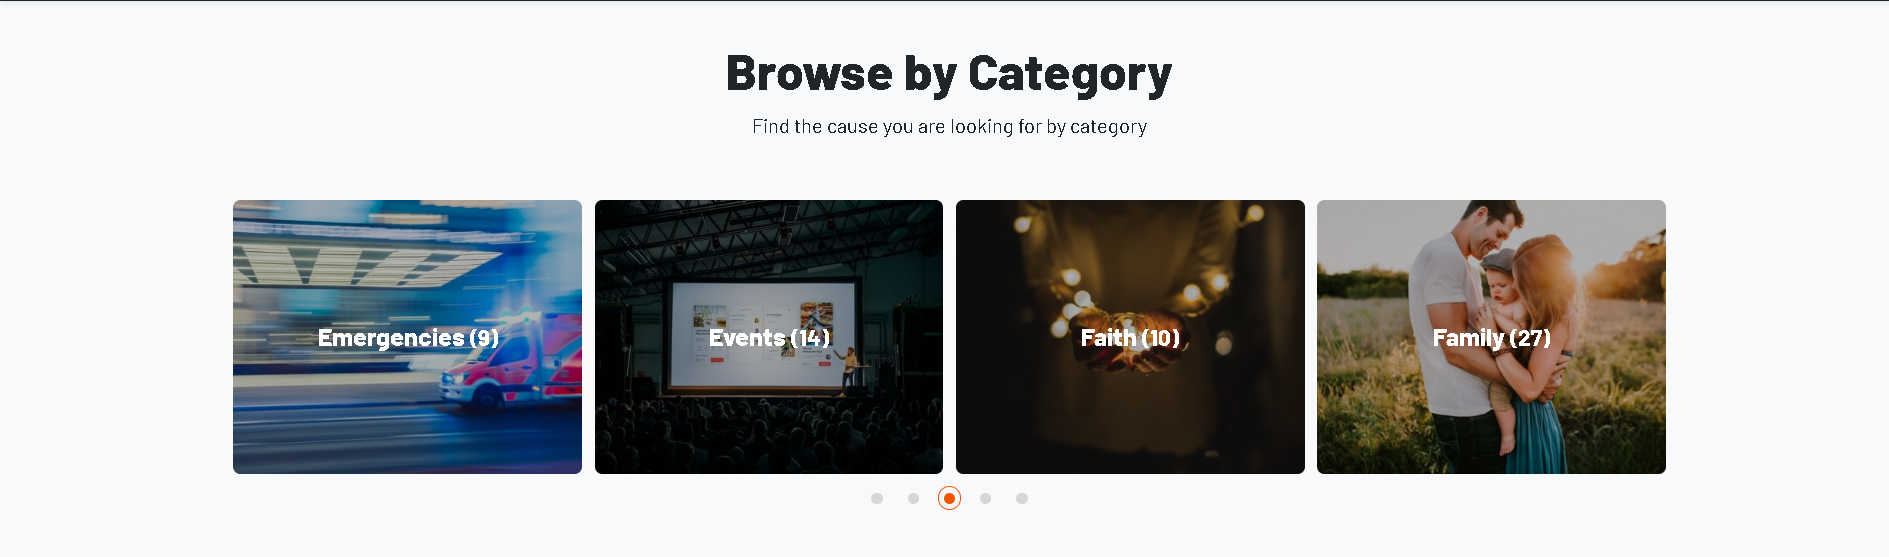 Browse by Category
Find the cause you are looking for by category
Emergencies (9)
Events (14)
Faith (10)
Family (27)